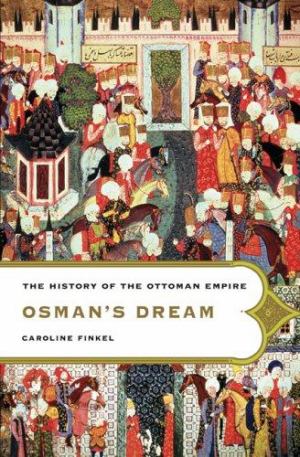 THE HISTORY OF THE OTTOMAN EMPIRE
OSMAN'S DREAM
CAROLINE FINKEL